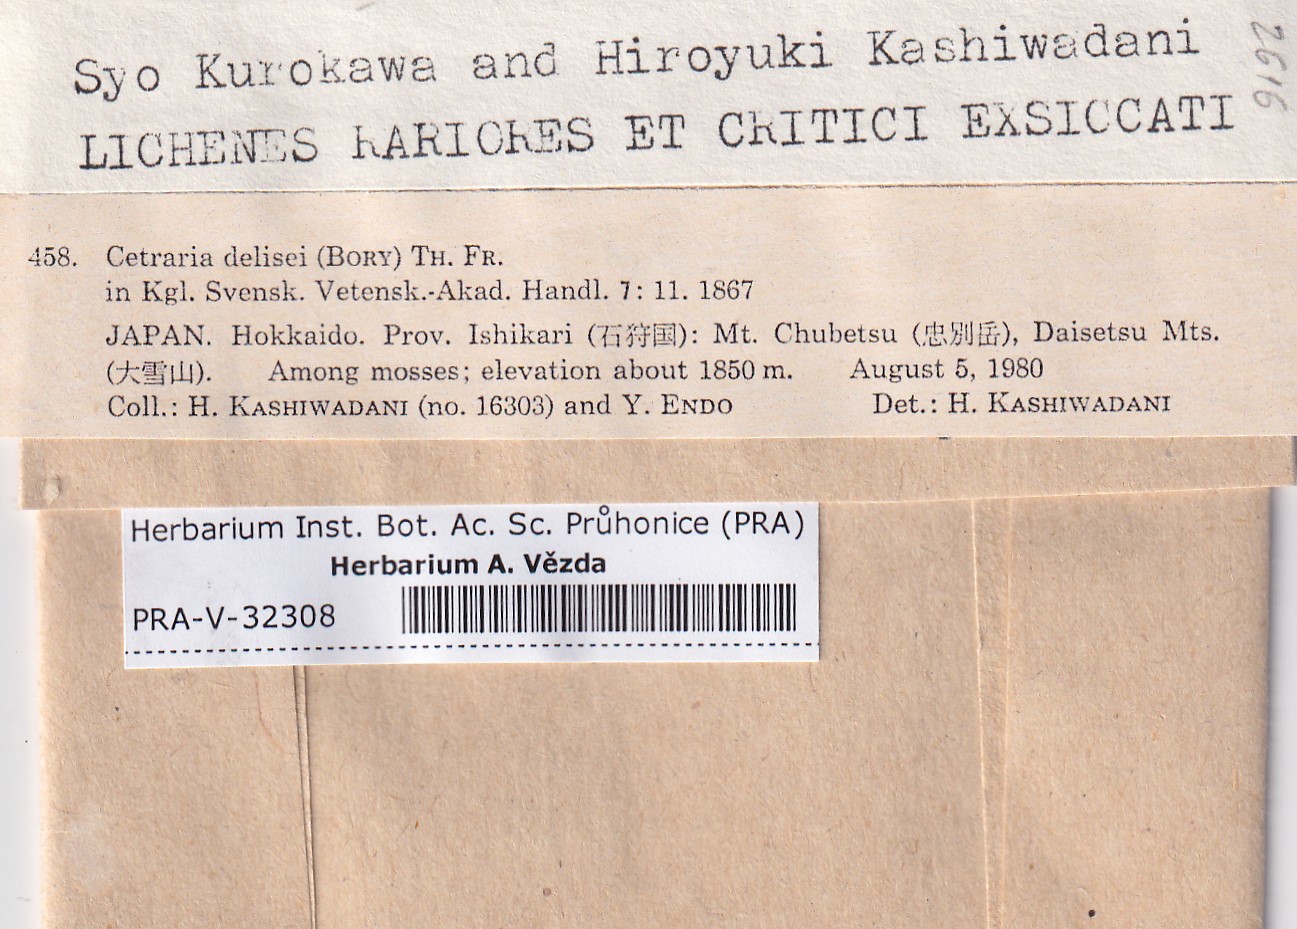 Syo Kurokawa and Hiroyuki Kashiwadani
LICHENES RARIORES ET CRITICI EXSICCATI
2616
458. Cetraria delisei (BORY) TH. FR.
in Kgl. Svensk. Vetensk.-Akad. Handl. 7: 11. 1867
JAPAN. Hokkaido. Prov. Ishikari (石狩国): Mt. Chubetsu (忠別岳), Daisetsu Mts.
(大雪山). Among mosses; elevation about 1850 m. August 5, 1980
Coll.: H. KASHIWADANI (no. 16303) and Y. ENDO Det.: H. KASHIWADANI
Herbarium Inst. Bot. Ac. Sc. Průhonice (PRA)
Herbarium A. Vězda
PRA-V-32308